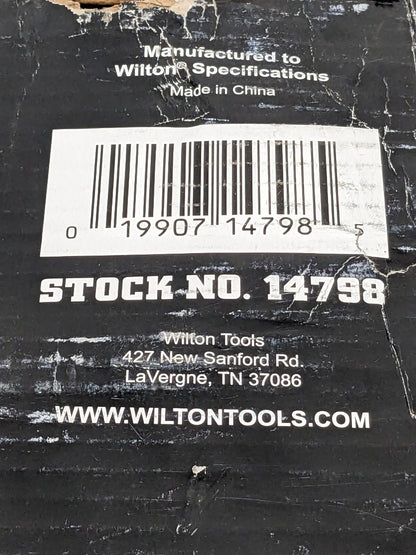 Manufactured to
Wilton® Specifications
Made in China
0 19907 14798 5
STOCK NO. 14798
Wilton Tools
427 New Sanford Rd.
LaVergne, TN 37086
WWW.WILTONTOOLS.COM